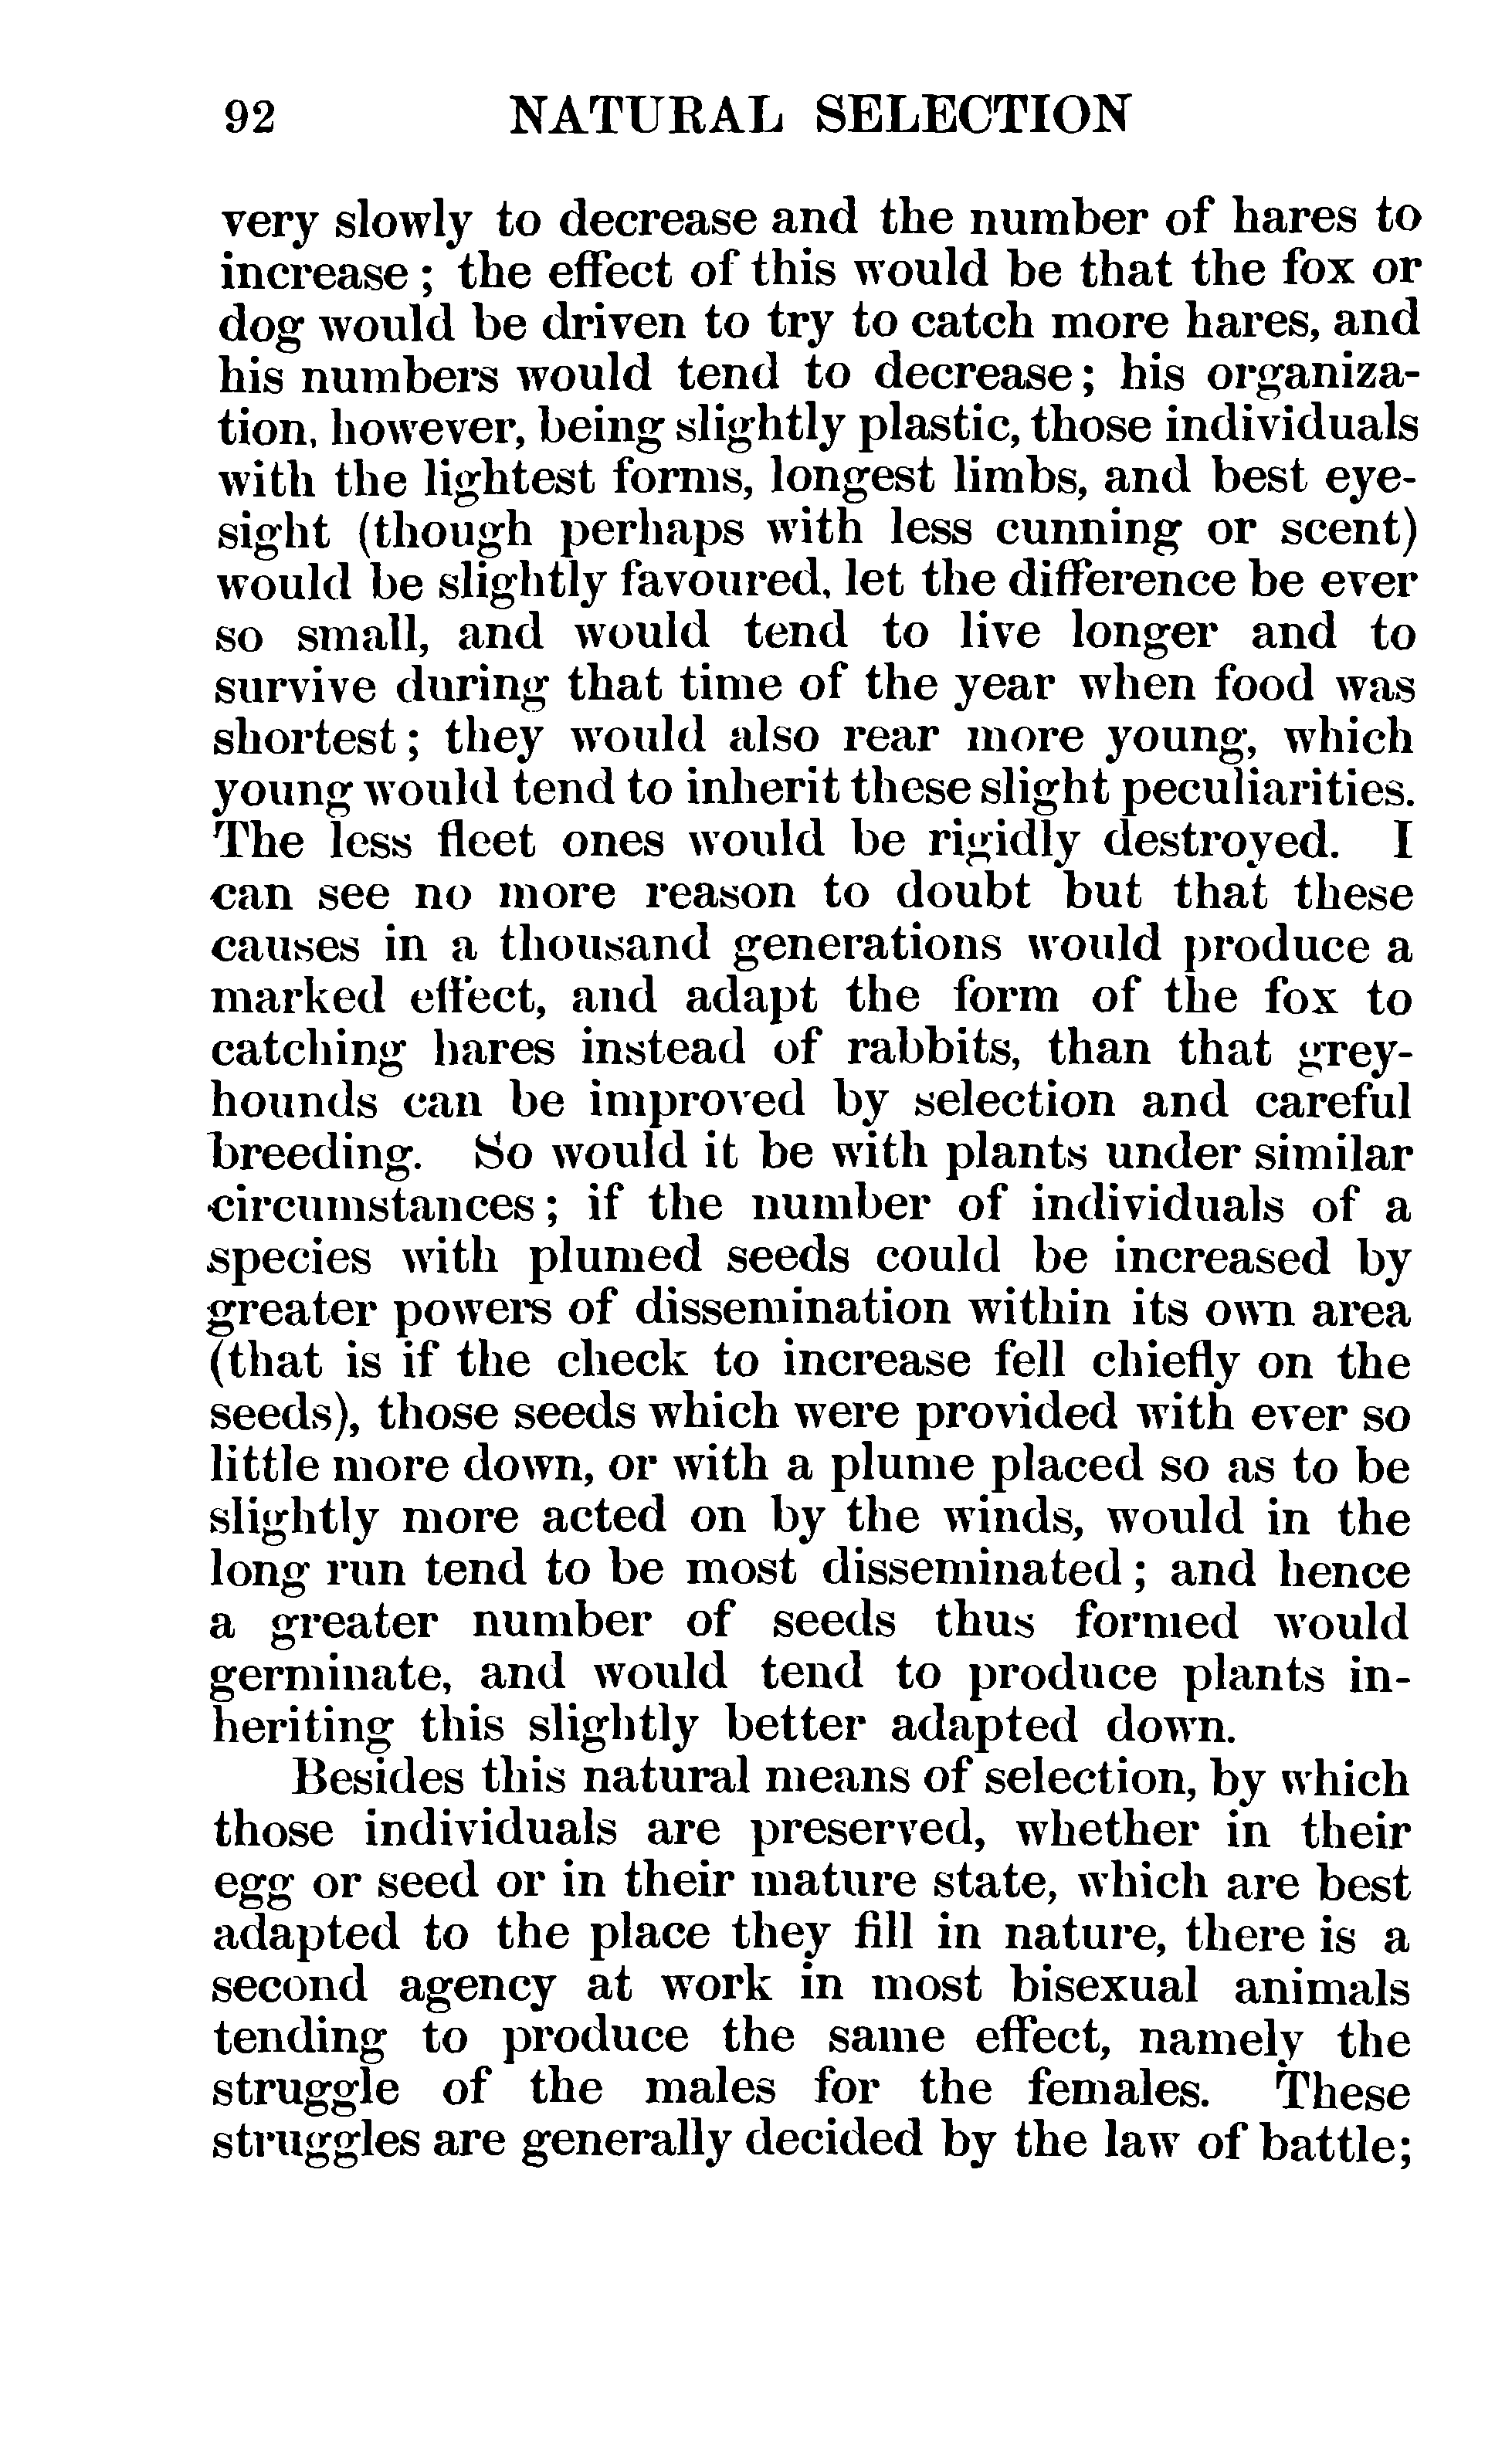 92 NATURAL SELECTION
very slowly to decrease and the number of hares to
increase; the effect of this would be that the fox or
dog would be driven to try to catch more hares, and
his numbers would tend to decrease; his organiza-
tion, however, being slightly plastic, those individuals
with the lightest forms, longest limbs, and best eye-
sight (though perhaps with less cunning or scent)
would be slightly favoured, let the difference be ever
so small, and would tend to live longer and to
survive during that time of the year when food was
shortest; they would also rear more young, which
young would tend to inherit these slight peculiarities.
The less fleet ones would be rigidly destroyed. I
can see no more reason to doubt but that these
causes in a thousand generations would produce a
marked effect, and adapt the form of the fox to
catching hares instead of rabbits, than that grey-
hounds can be improved by selection and careful
breeding. So would it be with plants under similar
circumstances; if the number of individuals of a
species with plumed seeds could be increased by
greater powers of dissemination within its own area
(that is if the check to increase fell chiefly on the
seeds), those seeds which were provided with ever so
little more down, or with a plume placed so as to be
slightly more acted on by the winds, would in the
long run tend to be most disseminated; and hence
a greater number of seeds thus formed would
germinate, and would tend to produce plants in-
heriting this slightly better adapted down.
Besides this natural means of selection, by which
those individuals are preserved, whether in their
egg or seed or in their mature state, which are best
adapted to the place they fill in nature, there is a
second agency at work in most bisexual animals
tending to produce the same effect, namely the
struggle of the males for the females. These
struggles are generally decided by the law of battle;